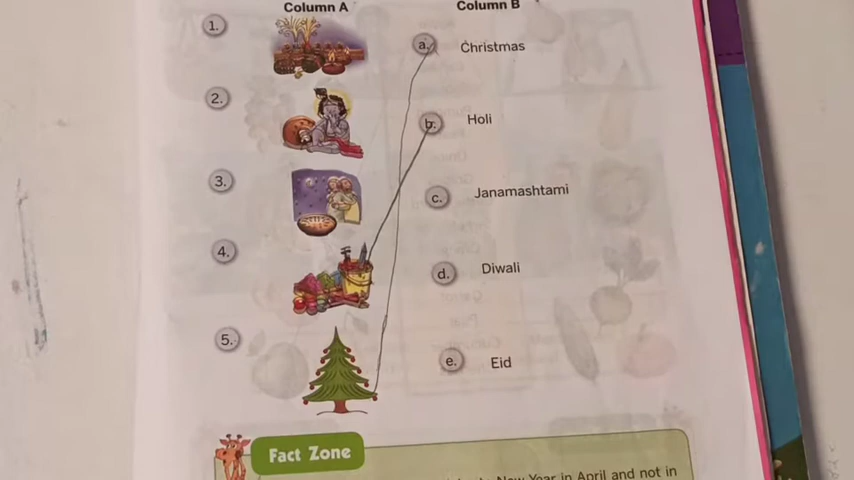 Column A Column B
1. a. Christmas
2. b. Holi
3. c. Janamashtami
4. d. Diwali
5. e. Eid
Fact Zone
New Year in April and not in